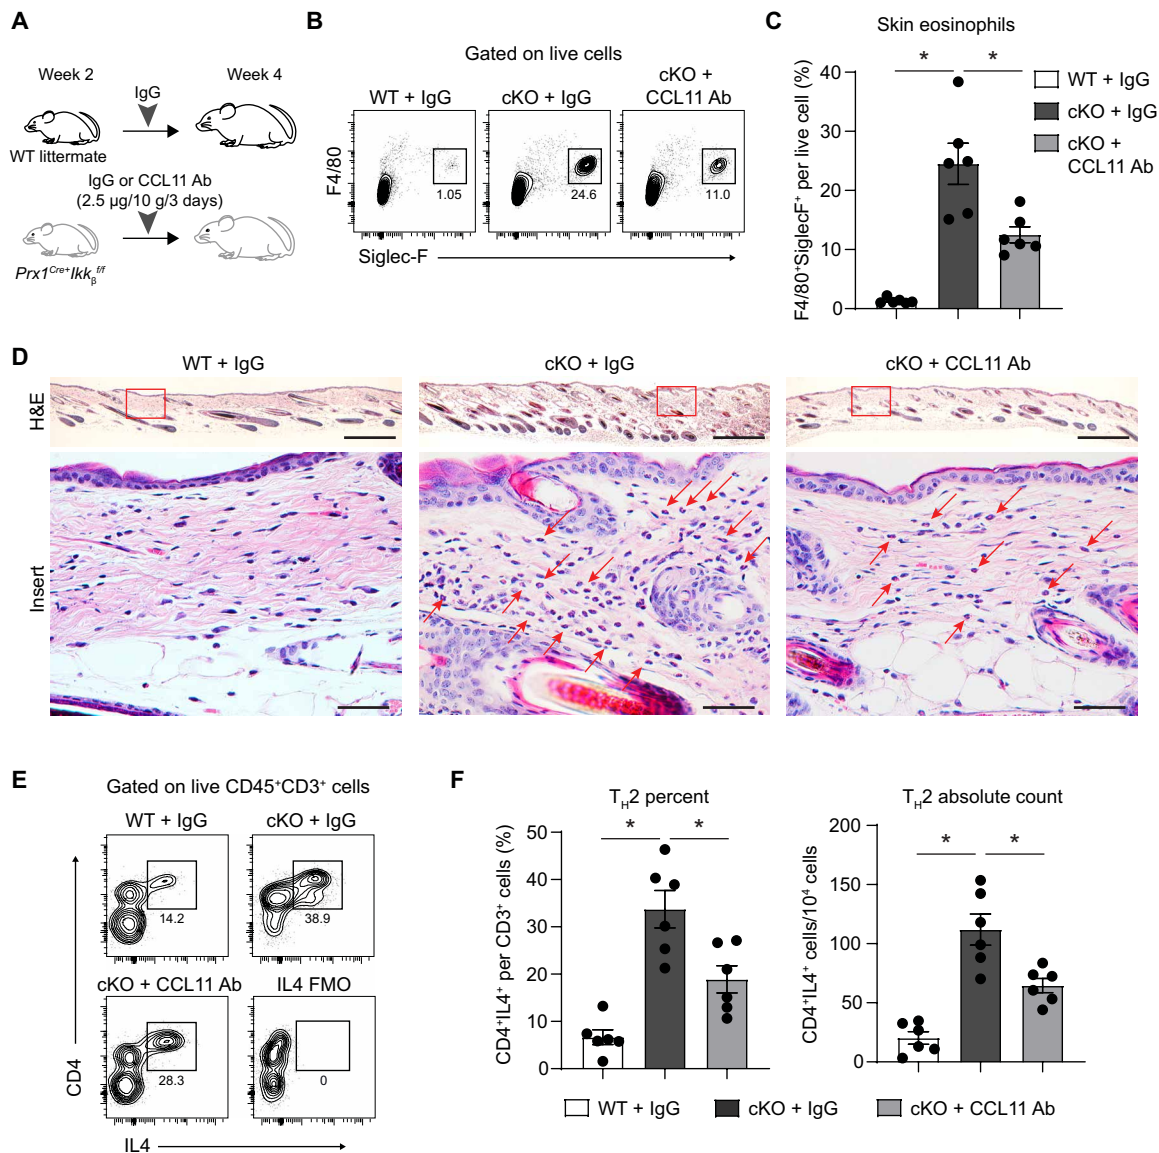 A
Week 2
Week 4
IgG
WT littermate
IgG or CCL11 Ab
(2.5 µg/10 g/3 days)
Prx1Cre+Ikkβf/f
B
Gated on live cells
WT + IgG
cKO + IgG
cKO +
CCL11 Ab
F4/80
1.05
24.6
11.0
Siglec-F
C
Skin eosinophils
*
*
F4/80+SiglecF+ per live cell (%)
40
30
20
10
0
WT + IgG
cKO + IgG
cKO +
CCL11 Ab
D
WT + IgG
cKO + IgG
cKO + CCL11 Ab
H&E
Insert
E
Gated on live CD45+CD3+ cells
WT + IgG
cKO + IgG
14.2
38.9
cKO + CCL11 Ab
IL4 FMO
28.3
0
CD4
IL4
F
TH2 percent
*
*
CD4+IL4+ per CD3+ cells (%)
50
40
30
20
10
0
TH2 absolute count
*
*
CD4+IL4+ cells/10⁴ cells
200
150
100
50
0
WT + IgG
cKO + IgG
cKO + CCL11 Ab